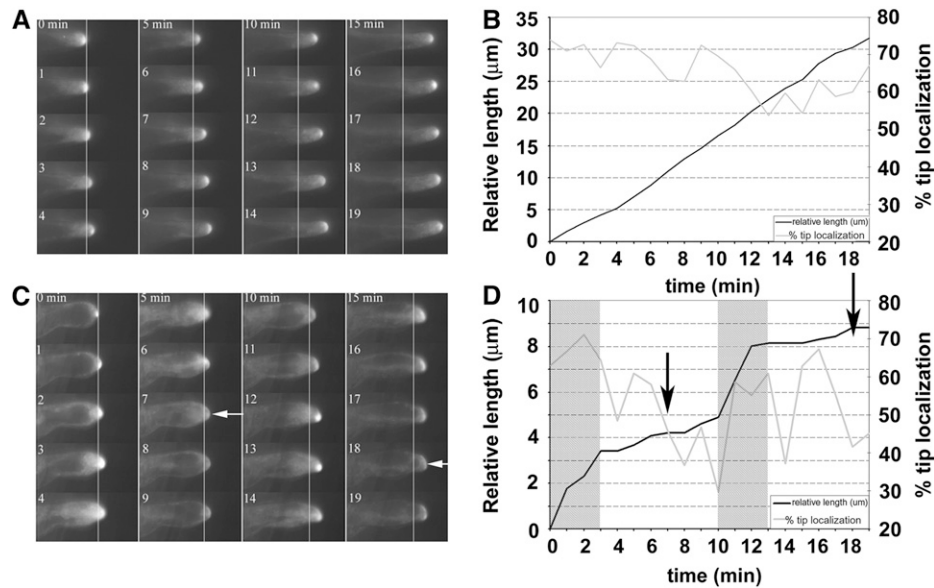 A
0 min 5 min 10 min 15 min
1 6 11 16
2 7 12 17
3 8 13 18
4 9 14 19
B
35
30
25
20
15
10
5
0
Relative length (μm)
80
70
60
50
40
30
20
% tip localization
relative length (um)
% tip localization
0 2 4 6 8 10 12 14 16 18
time (min)
C
0 min 5 min 10 min 15 min
1 6 11 16
2 7 12 17
3 8 13 18
4 9 14 19
D
10
8
6
4
2
0
Relative length (μm)
80
70
60
50
40
30
20
% tip localization
relative length (um)
% tip localization
0 2 4 6 8 10 12 14 16 18
time (min)